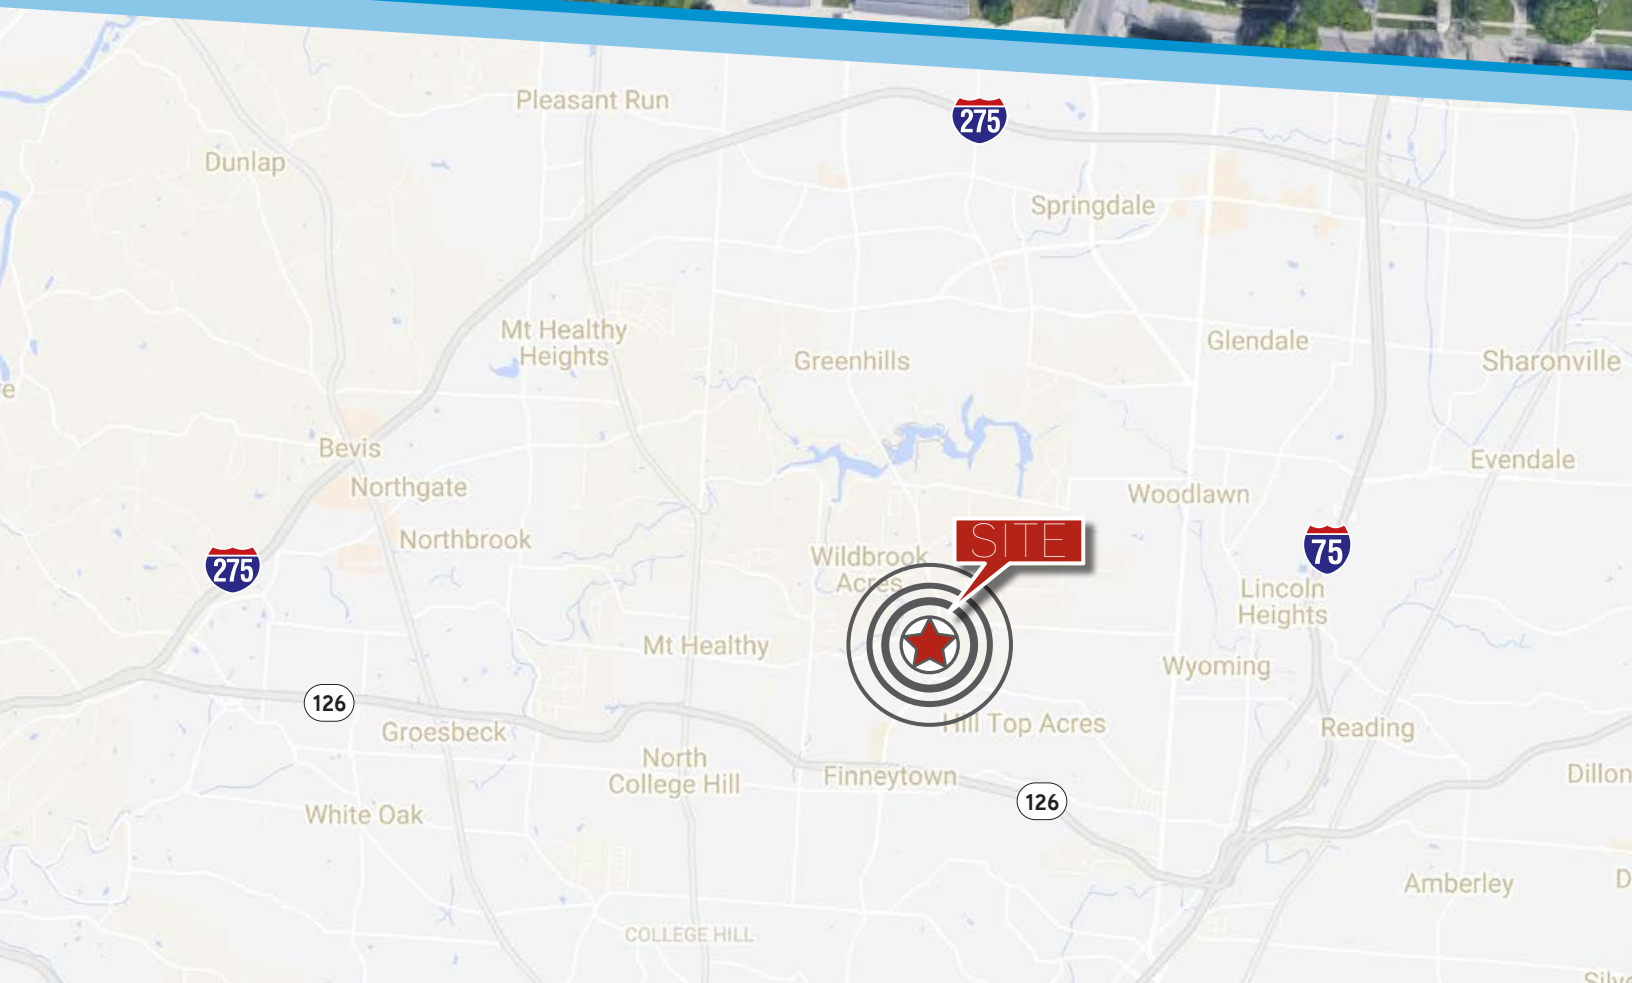 Pleasant Run
275
Dunlap
Springdale
Mt Healthy
Heights
Glendale
Greenhills
Sharonville
Bevis
Evendale
Northgate
Woodlawn
Northbrook
SITE
Wildbrook
Acres
275
75
Lincoln
Heights
Mt Healthy
Wyoming
126
Hill Top Acres
Groesbeck
Reading
North
College Hill
Finneytown
Dillon
126
White Oak
Amberley
COLLEGE HILL